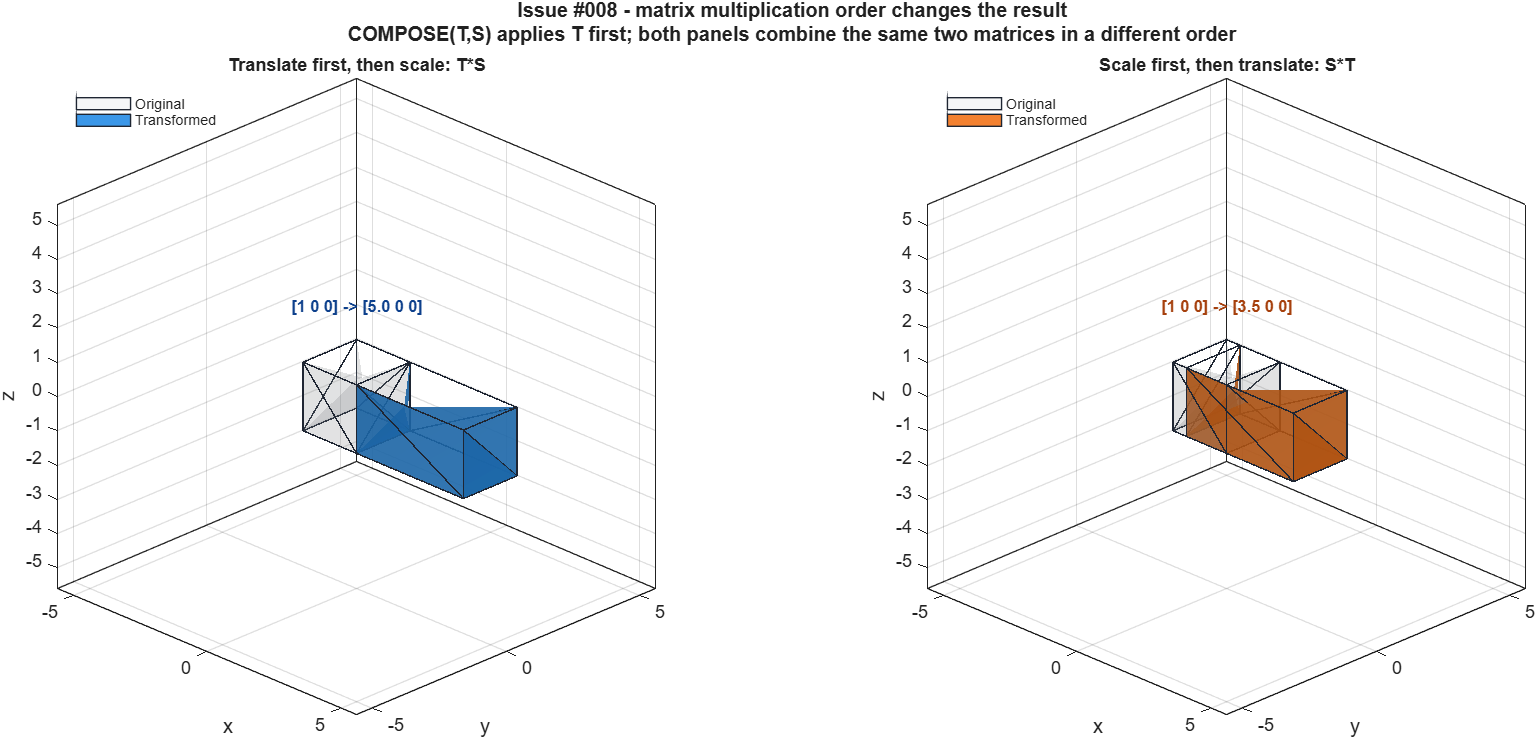 Issue #008 - matrix multiplication order changes the result
COMPOSE(T,S) applies T first; both panels combine the same two matrices in a different order
Translate first, then scale: T*S
Original
Transformed
[1 0 0] -> [5.0 0 0]
5
4
3
2
1
0
-1
-2
-3
-4
-5
z
-5
0
5
x
-5
0
5
y
Scale first, then translate: S*T
Original
Transformed
[1 0 0] -> [3.5 0 0]
5
4
3
2
1
0
-1
-2
-3
-4
-5
z
-5
0
5
x
-5
0
5
y